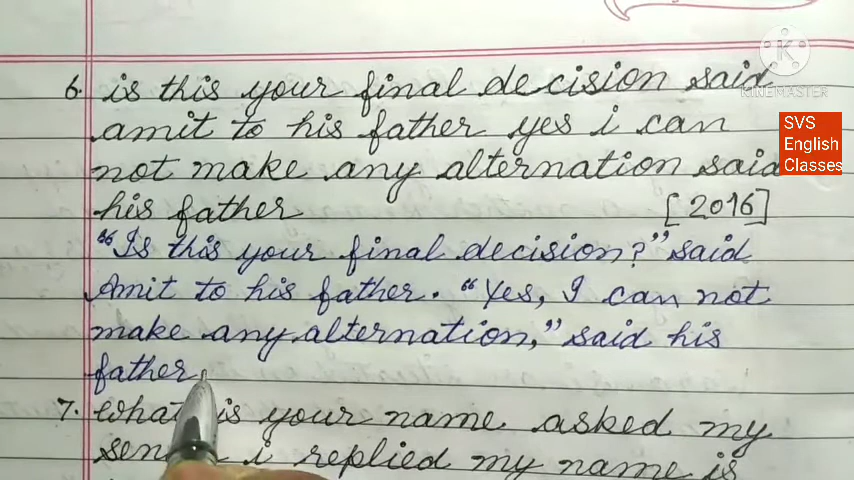 KINEMASTER
SVS
English
Classes
6. is this your final decision said
amit to his father yes i can
not make any alternation said
his father [2016]
"Is this your final decision?" said
Amit to his father. "Yes, I can not
make any alternation," said his
father
7. What is your name asked my
i replied my name is